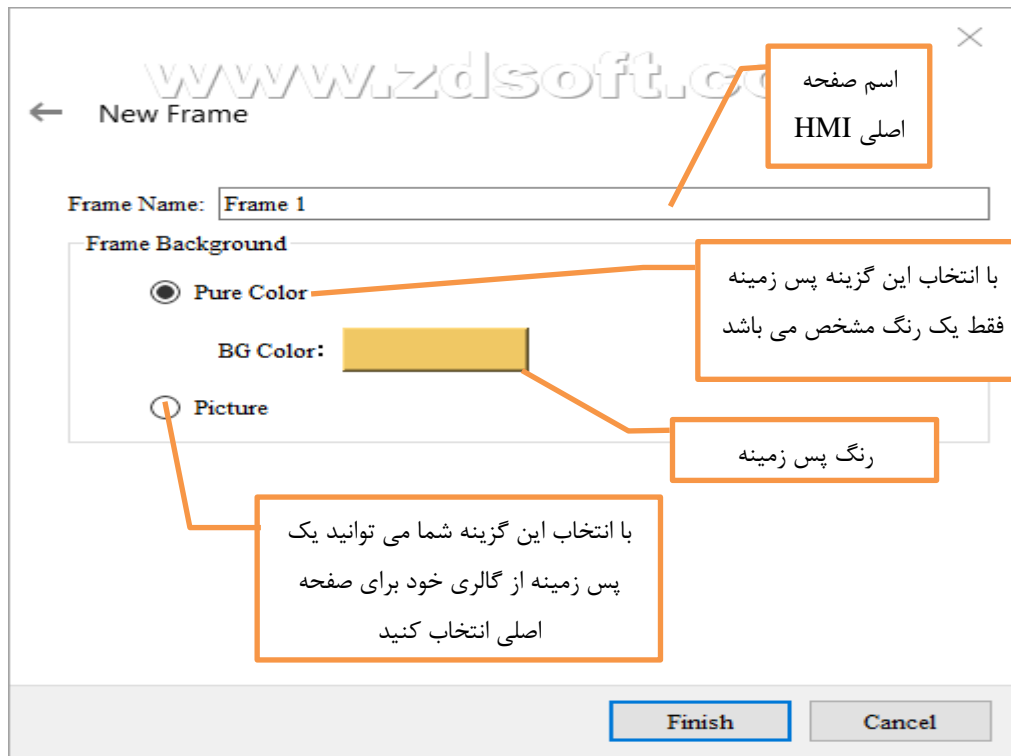 www.zdsoft.co
اسم صفحه
اصلی HMI
← New Frame
Frame Name: Frame 1
Frame Background
Pure Color
با انتخاب این گزینه پس زمینه
فقط یک رنگ مشخص می باشد
BG Color:
Picture
رنگ پس زمینه
با انتخاب این گزینه شما می توانید یک
پس زمینه از گالری خود برای صفحه
اصلی انتخاب کنید
Finish
Cancel